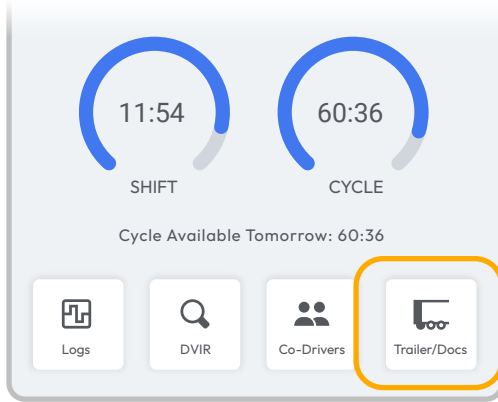 11:54 60:36
SHIFT CYCLE
Cycle Available Tomorrow: 60:36
Logs DVIR Co-Drivers Trailer/Docs